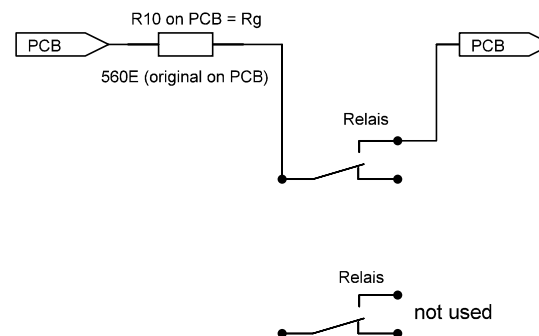 R10 on PCB = Rg
PCB
PCB
560E (original on PCB)
Relais
Relais
not used